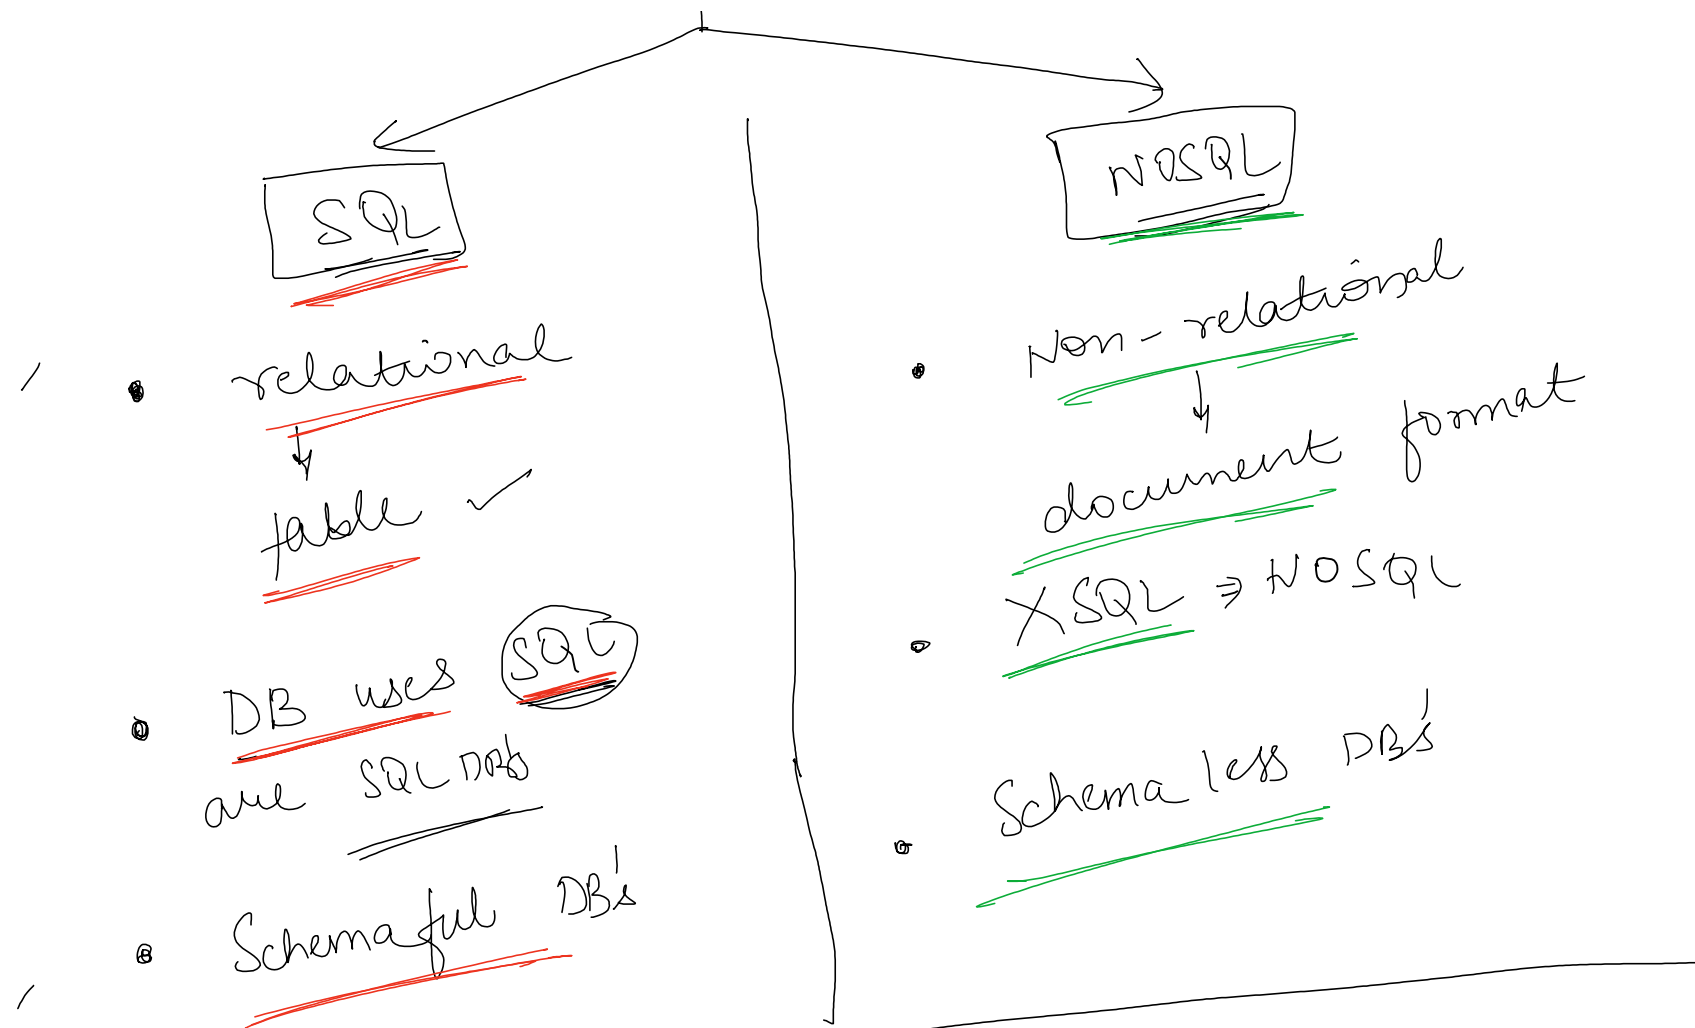 SQL
relational
table
DB uses SQL
are SQL DB's
Schemaful DB's
NOSQL
Non-relational
document format
XSQL ⇒ NOSQL
Schema less DB's